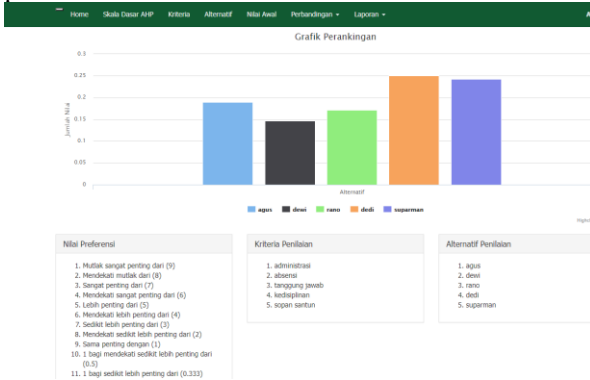 Home Skala Dasar AHP Kriteria Alternatif Nilai Awal Perbandingan Laporan
Grafik Perankingan
0.3
0.25
0.2
0.15
0.1
0.05
0
Jumlah Nilai
Alternatif
agus dewi rano dedi suparman
Nilai Preferensi
1. Mutlak sangat penting dari (9)
2. Mendekati mutlak dari (8)
3. Sangat penting dari (7)
4. Mendekati sangat penting dari (6)
5. Lebih penting dari (5)
6. Mendekati lebih penting dari (4)
7. Sedikit lebih penting dari (3)
8. Mendekati sedikit lebih penting dari (2)
9. Sama penting dengan (1)
10. 1 bagi mendekati sedikit lebih penting dari
(0.5)
11. 1 bagi sedikit lebih penting dari (0.333)
Kriteria Penilaian
1. administrasi
2. absensi
3. tanggung jawab
4. kedisiplinan
5. sopan santun
Alternatif Penilaian
1. agus
2. dewi
3. rano
4. dedi
5. suparman